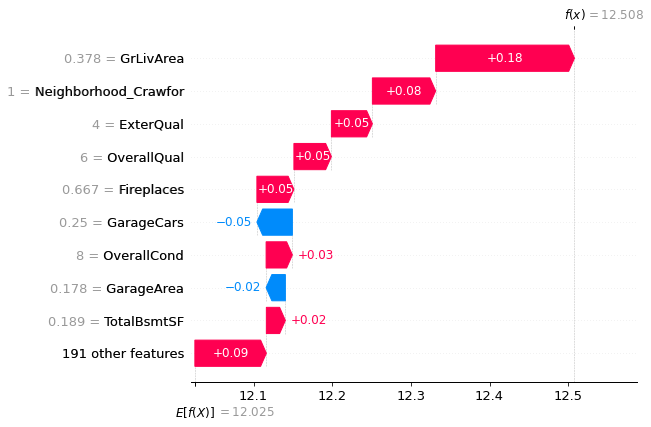 f(x) = 12.508
0.378 = GrLivArea +0.18
1 = Neighborhood_Crawfor +0.08
4 = ExterQual +0.05
6 = OverallQual +0.05
0.667 = Fireplaces +0.05
0.25 = GarageCars −0.05
8 = OverallCond +0.03
0.178 = GarageArea −0.02
0.189 = TotalBsmtSF +0.02
191 other features +0.09
12.1 12.2 12.3 12.4 12.5
E[f(X)] = 12.025